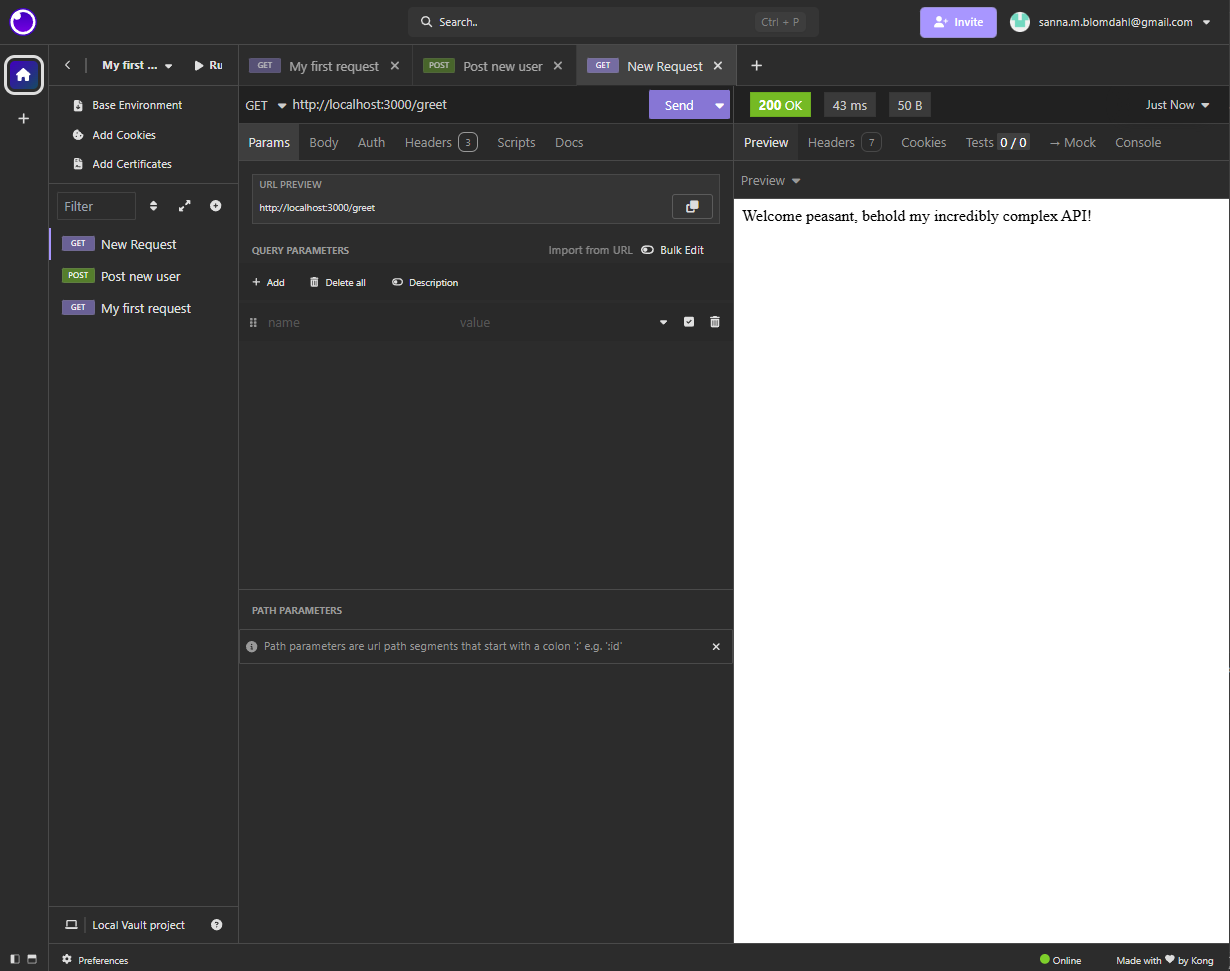 Search.. Ctrl + P Invite sanna.m.blomdahl@gmail.com
My first ... Ru
Base Environment
Add Cookies
Add Certificates
Filter
GET New Request
POST Post new user
GET My first request
Local Vault project
GET My first request POST Post new user GET New Request
GET http://localhost:3000/greet Send
Params Body Auth Headers 3 Scripts Docs
URL PREVIEW
http://localhost:3000/greet
QUERY PARAMETERS Import from URL Bulk Edit
Add Delete all Description
name value
PATH PARAMETERS
Path parameters are url path segments that start with a colon ':' e.g. ':id'
200 OK 43 ms 50 B Just Now
Preview Headers 7 Cookies Tests 0 / 0 → Mock Console
Preview
Welcome peasant, behold my incredibly complex API!
Preferences Online Made with ❤ by Kong